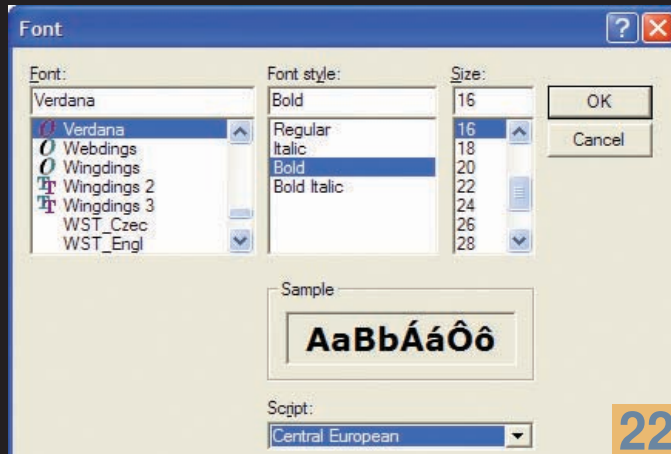 Font
Font:
Verdana
Verdana
Webdings
Wingdings
Wingdings 2
Wingdings 3
WST_Czec
WST_Engl
Font style:
Bold
Regular
Italic
Bold
Bold Italic
Size:
16
16
18
20
22
24
26
28
OK
Cancel
Sample
AaBbÁáÔô
Script:
Central European
22